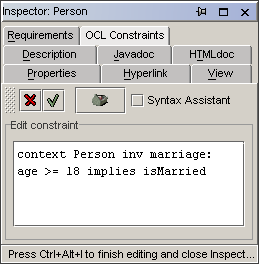 Inspector: Person
Requirements OCL Constraints
Description Javadoc HTMLdoc
Properties Hyperlink View
Syntax Assistant
Edit constraint
context Person inv marriage:
age >= 18 implies isMarried
Press Ctrl+Alt+I to finish editing and close Inspect...